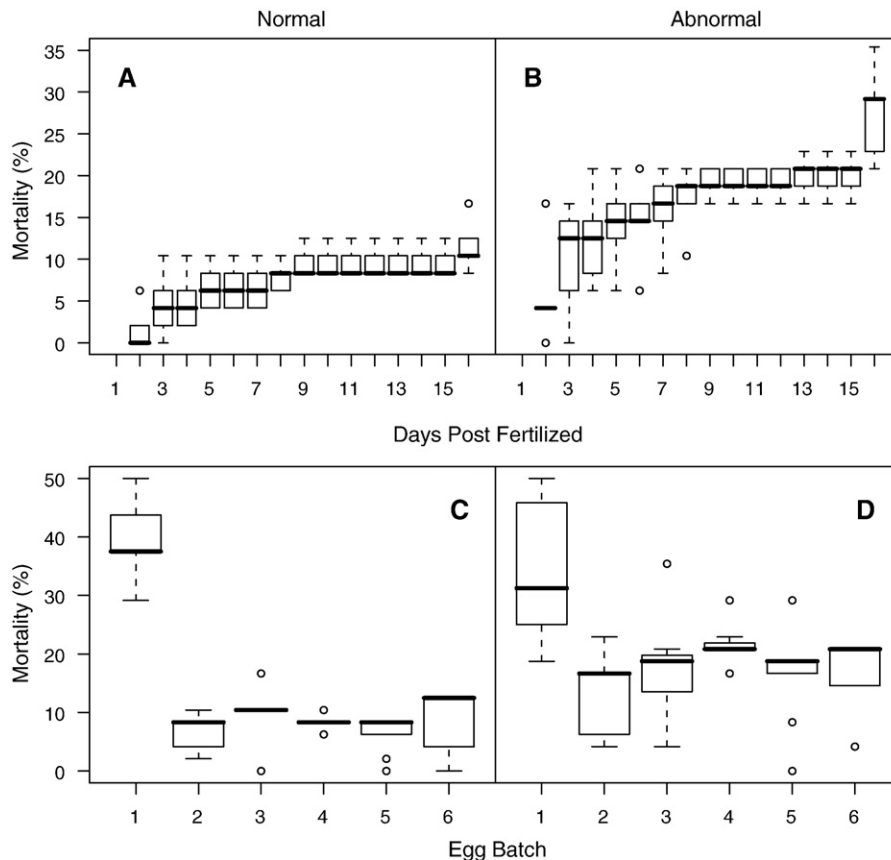 Normal Abnormal
A B
35
30
25
20
15
10
5
0
Mortality (%)
1 3 5 7 9 11 13 15 1 3 5 7 9 11 13 15
Days Post Fertilized
C D
50
40
30
20
10
0
Mortality (%)
1 2 3 4 5 6 1 2 3 4 5 6
Egg Batch